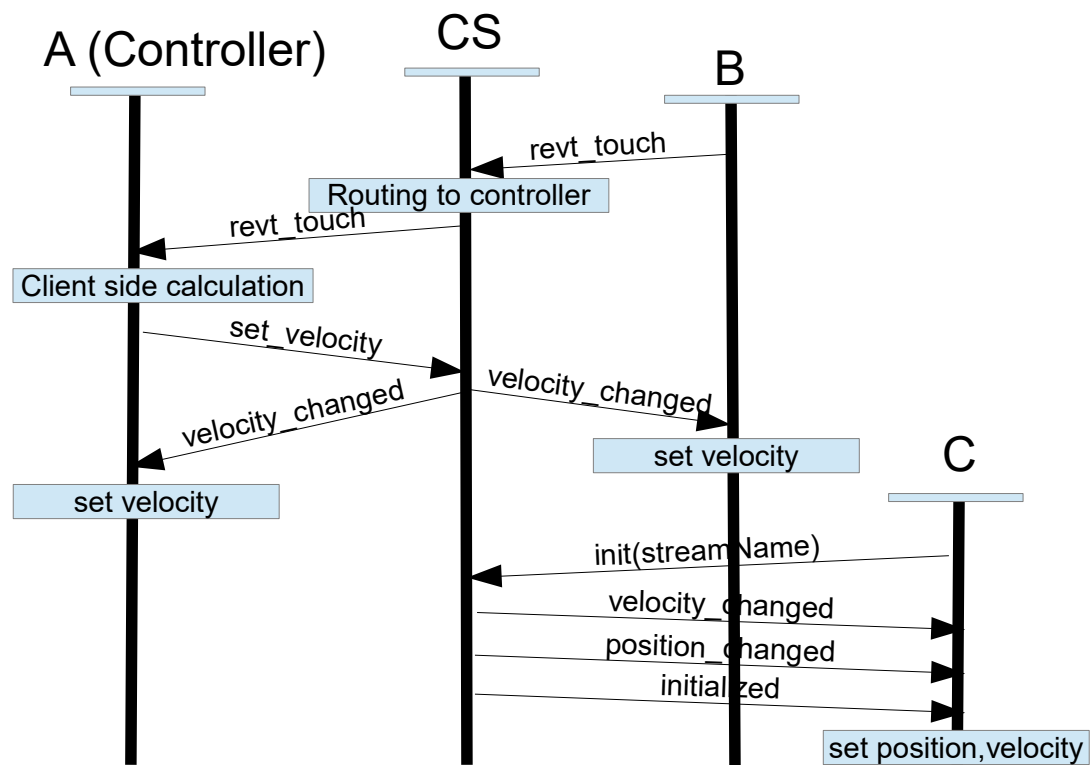 A (Controller)
CS
B
revt_touch
Routing to controller
revt_touch
Client side calculation
set_velocity
velocity_changed
velocity_changed
set velocity
C
set velocity
init(streamName)
velocity_changed
position_changed
initialized
set position,velocity